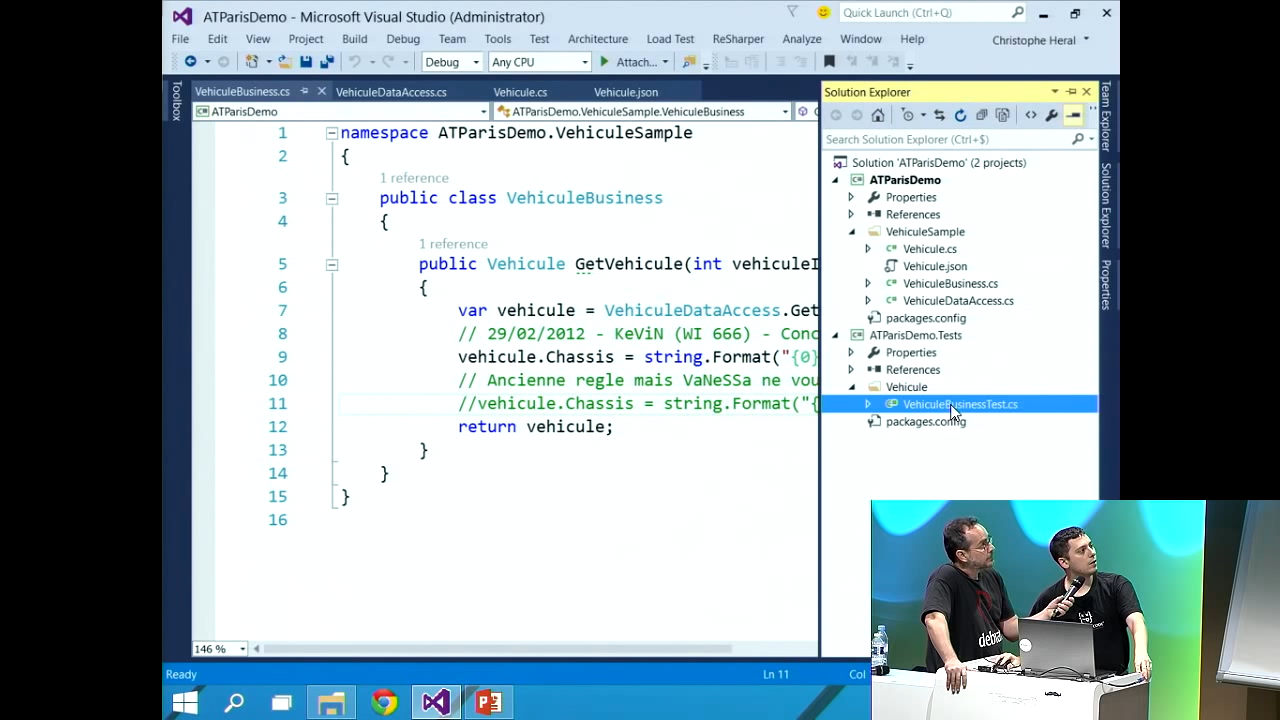 ATParisDemo - Microsoft Visual Studio (Administrator)
Quick Launch (Ctrl+Q)
File Edit View Project Build Debug Team Tools Test Architecture Load Test ReSharper Analyze Window Help Christophe Heral
Debug Any CPU Attach...
Toolbox
VehiculeBusiness.cs VehiculeDataAccess.cs Vehicule.cs Vehicule.json
ATParisDemo ATParisDemo.VehiculeSample.VehiculeBusiness
1 namespace ATParisDemo.VehiculeSample
2 {
1 reference
3 public class VehiculeBusiness
4 {
1 reference
5 public Vehicule GetVehicule(int vehiculeI
6 {
7 var vehicule = VehiculeDataAccess.Get
8 // 29/02/2012 - KeViN (WI 666) - Conc
9 vehicule.Chassis = string.Format("{0}
10 // Ancienne regle mais VaNeSSa ne vou
11 //vehicule.Chassis = string.Format("{
12 return vehicule;
13 }
14 }
15 }
16
146 %
Solution Explorer
Search Solution Explorer (Ctrl+$)
Solution 'ATParisDemo' (2 projects)
ATParisDemo
Properties
References
VehiculeSample
Vehicule.cs
Vehicule.json
VehiculeBusiness.cs
VehiculeDataAccess.cs
packages.config
ATParisDemo.Tests
Properties
References
Vehicule
VehiculeBusinessTest.cs
packages.config
Team Explorer
Solution Explorer
Properties
Ready Ln 11 Col